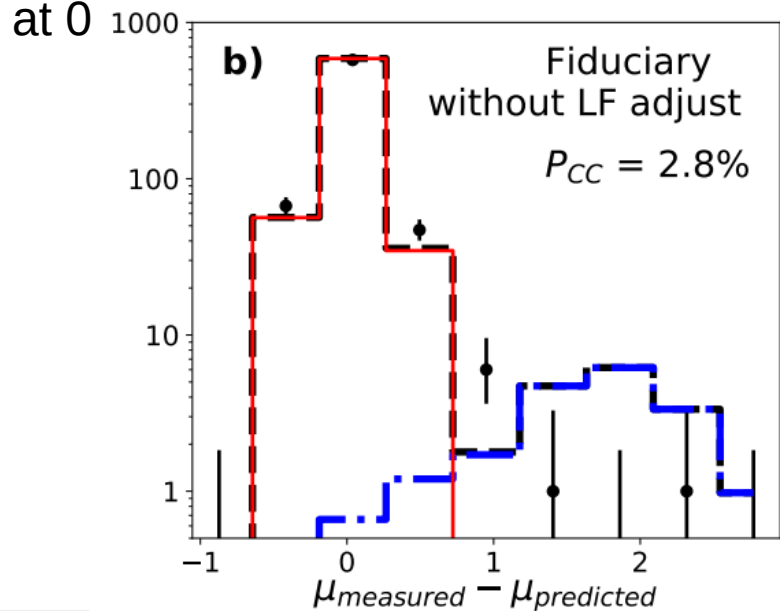 at 0
1000
b)
Fiduciary
without LF adjust
P_CC = 2.8%
100
10
1
−1 0 1 2
μ_measured − μ_predicted